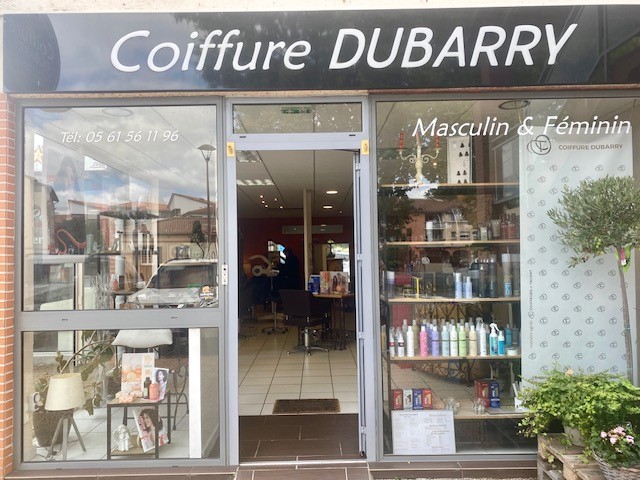 Coiffure DUBARRY
Tél: 05 61 56 11 96
Masculin & Féminin
COIFFURE DUBARRY